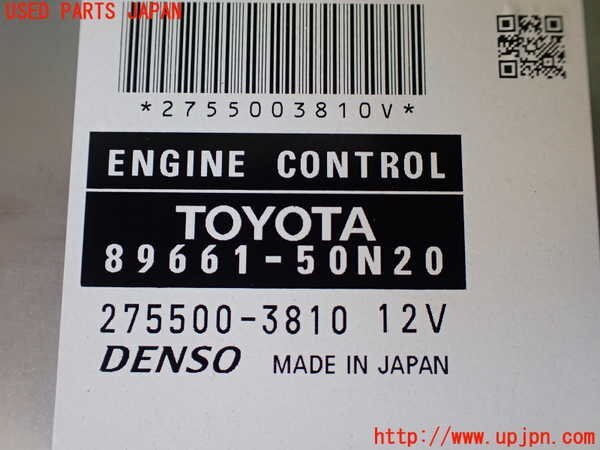 USED PARTS JAPAN
*2755003810V*
ENGINE CONTROL
TOYOTA
89661-50N20
275500-3810 12V
DENSO MADE IN JAPAN
http://www.upjpn.com/